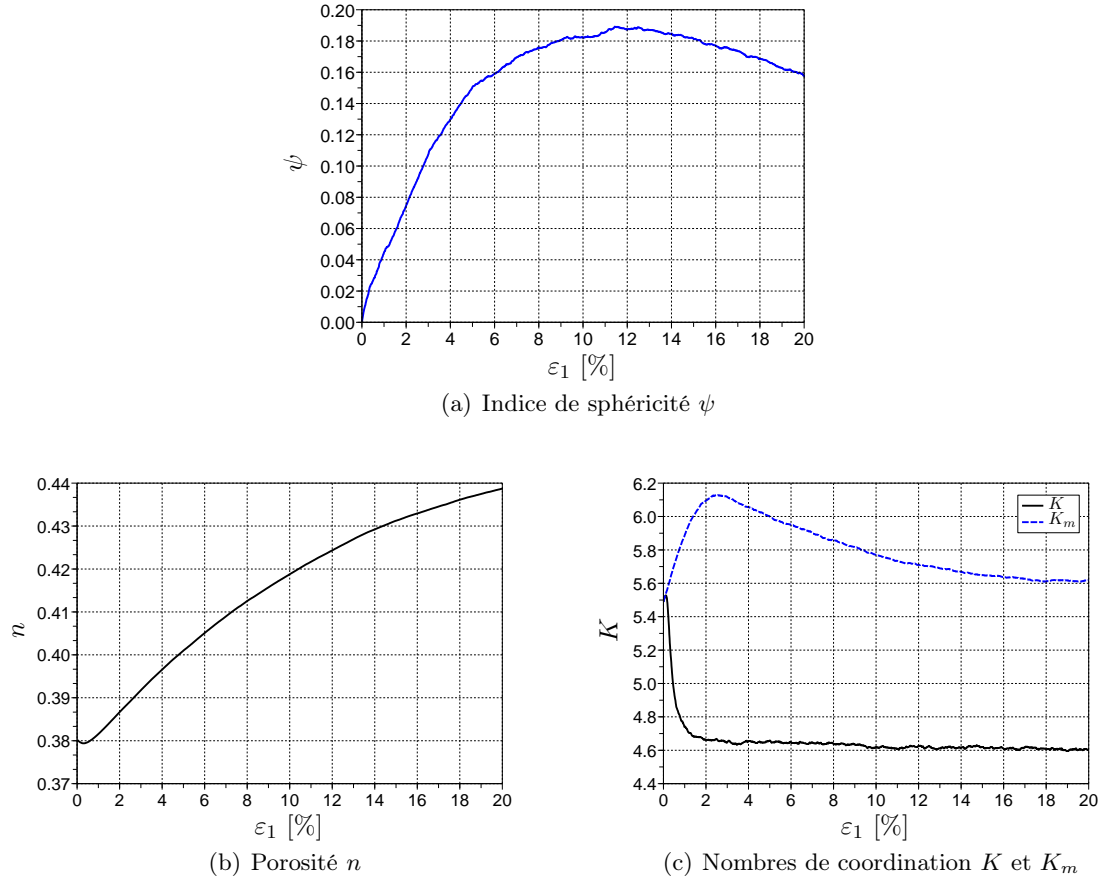 0.20
0.18
0.16
0.14
0.12
0.10
0.08
0.06
0.04
0.02
0.00
ψ
0 2 4 6 8 10 12 14 16 18 20
ε₁ [%]
(a) Indice de sphéricité ψ
0.44
0.43
0.42
0.41
0.40
0.39
0.38
0.37
n
0 2 4 6 8 10 12 14 16 18 20
ε₁ [%]
(b) Porosité n
6.2
6.0
5.8
5.6
5.4
5.2
5.0
4.8
4.6
4.4
K
K
Kₘ
0 2 4 6 8 10 12 14 16 18 20
ε₁ [%]
(c) Nombres de coordination K et Kₘ